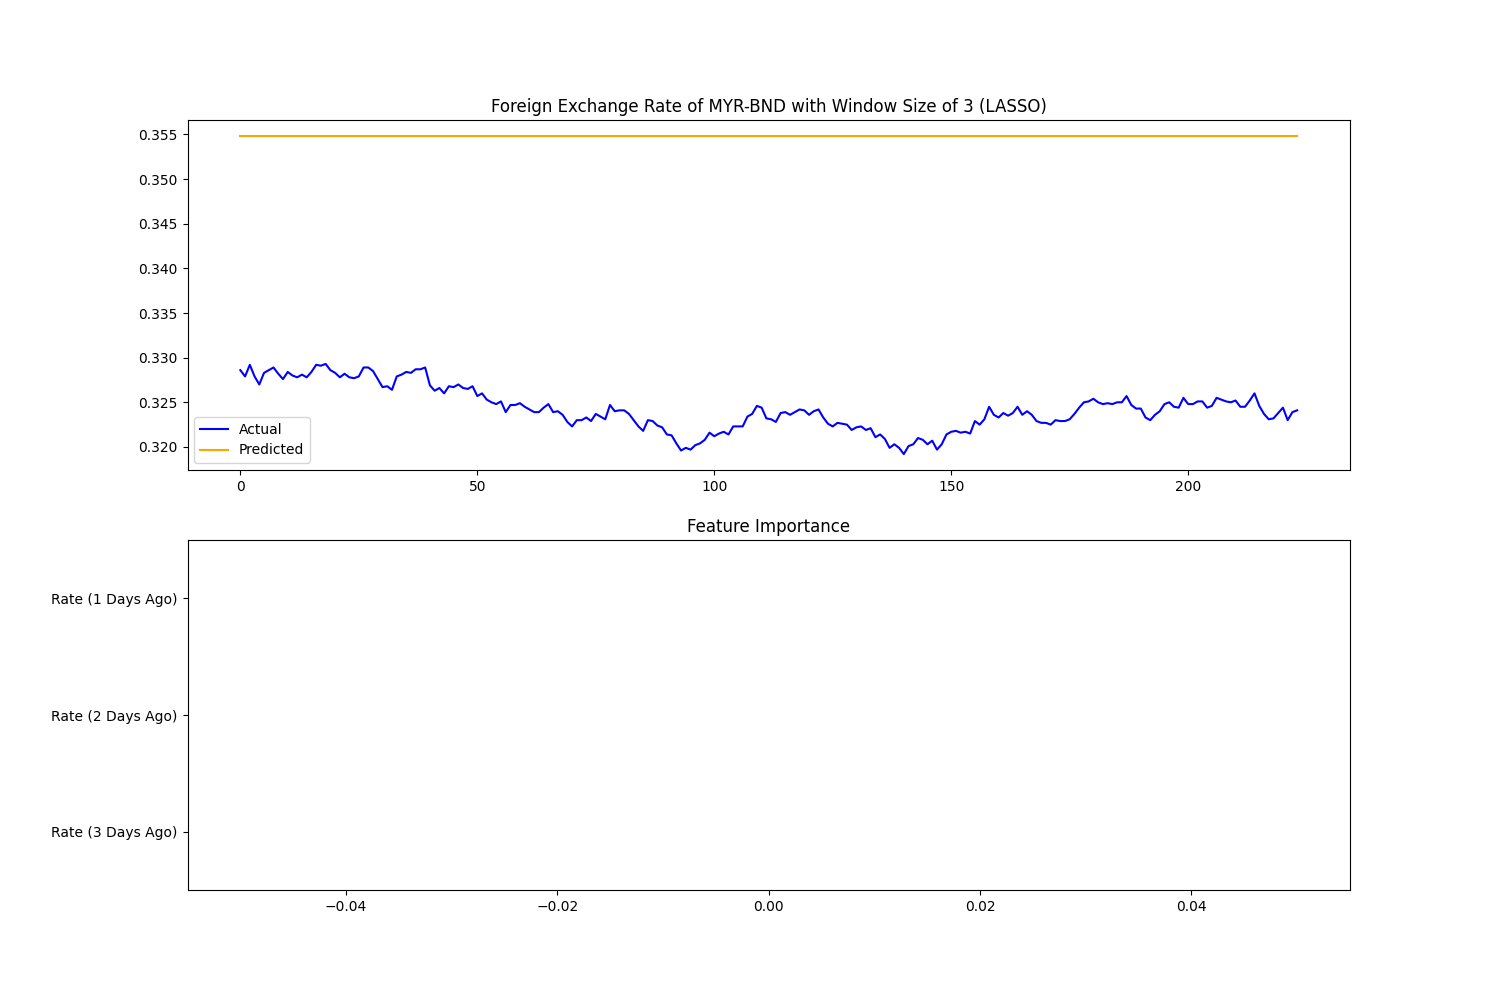 Foreign Exchange Rate of MYR-BND with Window Size of 3 (LASSO)
0.355
0.350
0.345
0.340
0.335
0.330
0.325
0.320
Actual
Predicted
0 50 100 150 200
Feature Importance
Rate (1 Days Ago)
Rate (2 Days Ago)
Rate (3 Days Ago)
−0.04 −0.02 0.00 0.02 0.04